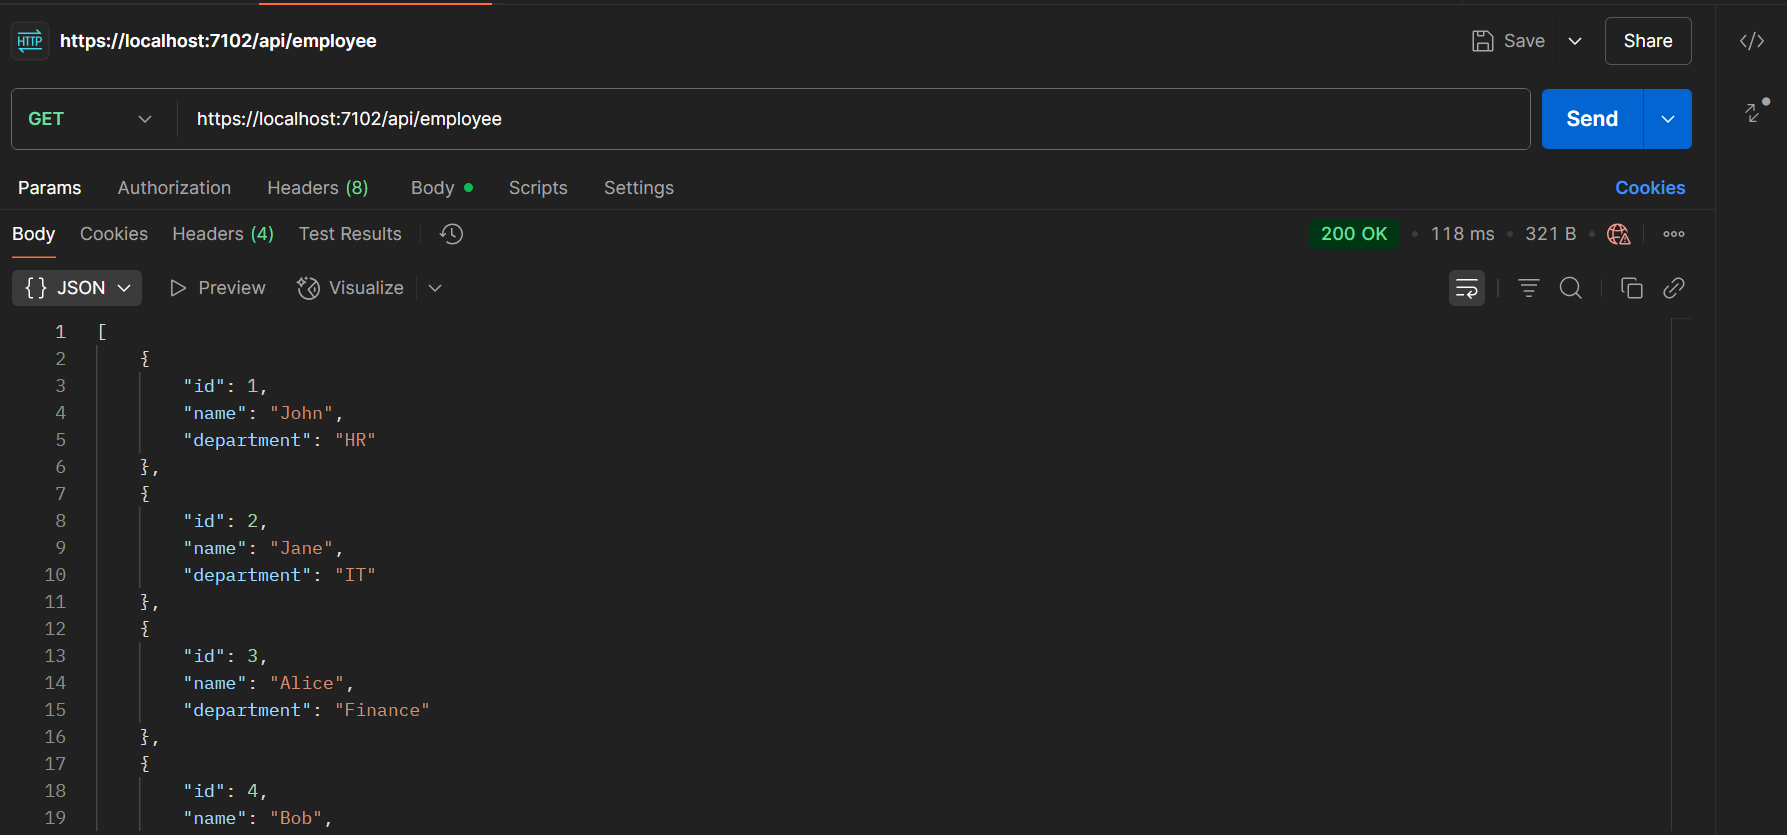 HTTP https://localhost:7102/api/employee Save Share
GET https://localhost:7102/api/employee Send
Params Authorization Headers (8) Body Scripts Settings Cookies
Body Cookies Headers (4) Test Results 200 OK 118 ms 321 B
{} JSON Preview Visualize
1 [
2 {
3 "id": 1,
4 "name": "John",
5 "department": "HR"
6 },
7 {
8 "id": 2,
9 "name": "Jane",
10 "department": "IT"
11 },
12 {
13 "id": 3,
14 "name": "Alice",
15 "department": "Finance"
16 },
17 {
18 "id": 4,
19 "name": "Bob",